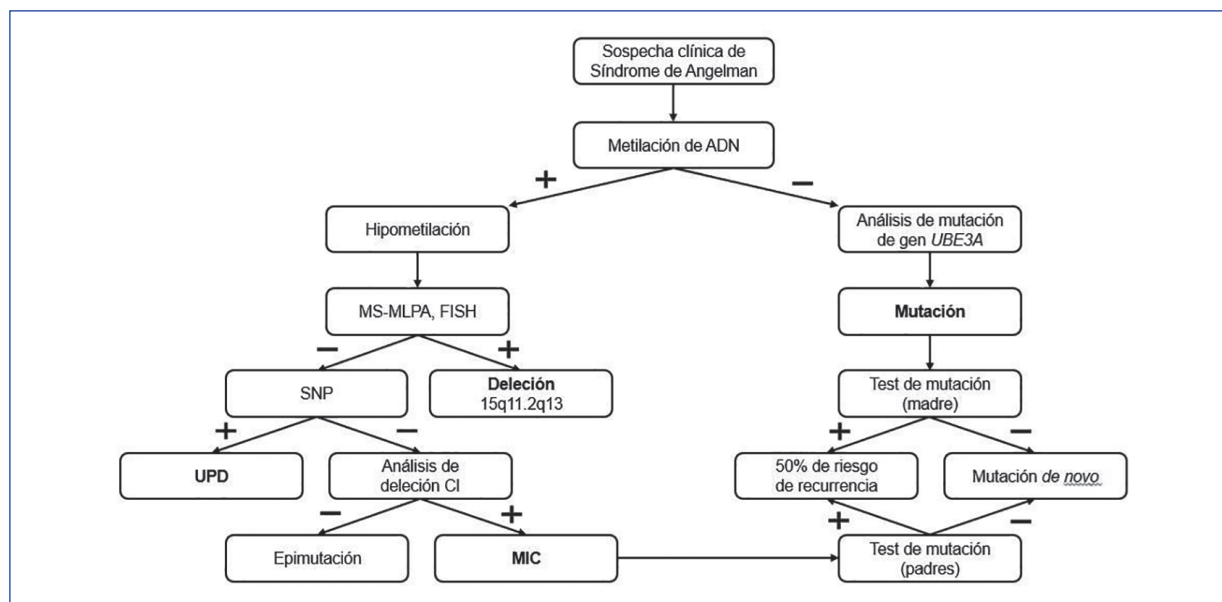 Sospecha clínica de
Síndrome de Angelman
Metilación de ADN
+
−
Hipometilación
Análisis de mutación
de gen UBE3A
MS-MLPA, FISH
Mutación
−
+
SNP
Deleción
15q11.2q13
Test de mutación
(madre)
+
−
+
−
UPD
Análisis de
deleción CI
50% de riesgo
de recurrencia
Mutación de novo
−
+
+
−
Epimutación
MIC
Test de mutación
(padres)